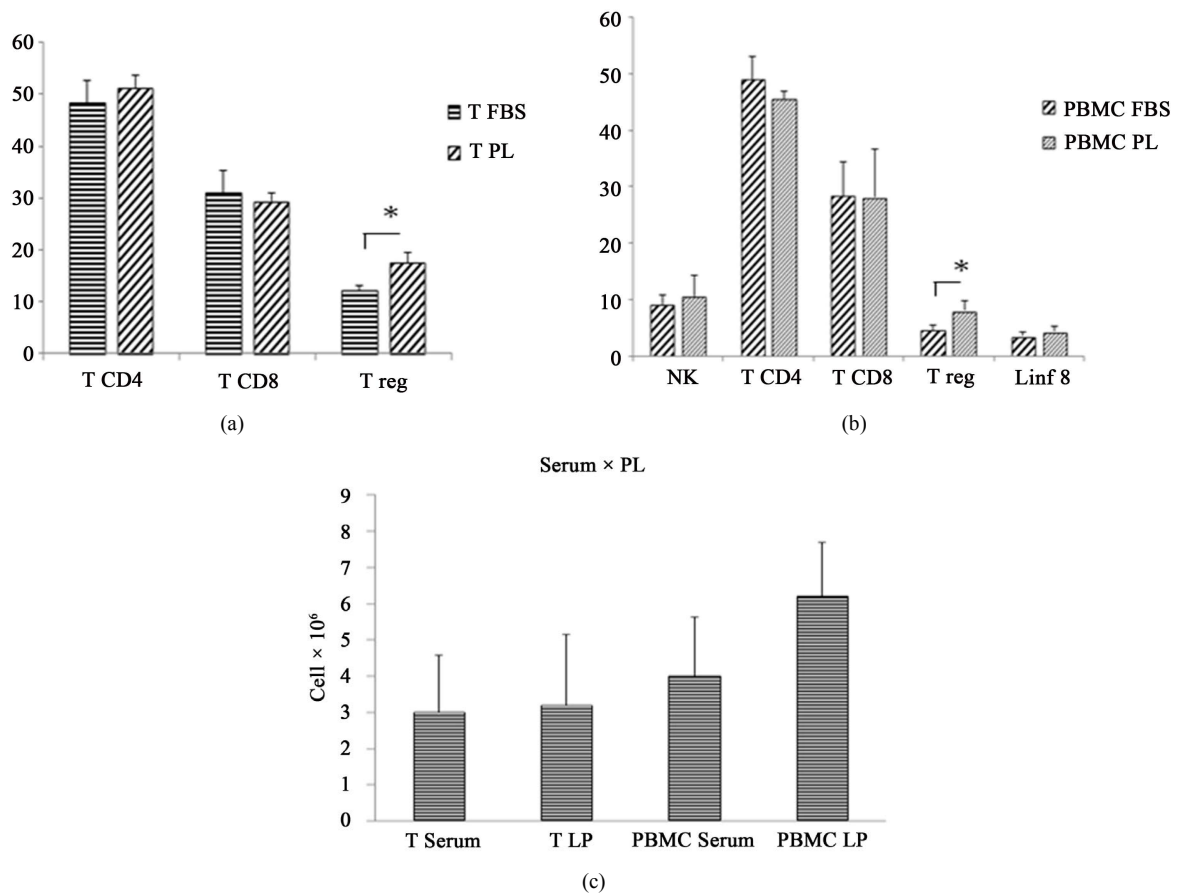 60
50
40
30
20
10
0
T CD4 T CD8 T reg
*
T FBS
T PL
(a)
60
50
40
30
20
10
0
NK T CD4 T CD8 T reg Linf 8
*
PBMC FBS
PBMC PL
(b)
Serum × PL
Cell × 10⁶
9
8
7
6
5
4
3
2
1
0
T Serum T LP PBMC Serum PBMC LP
(c)